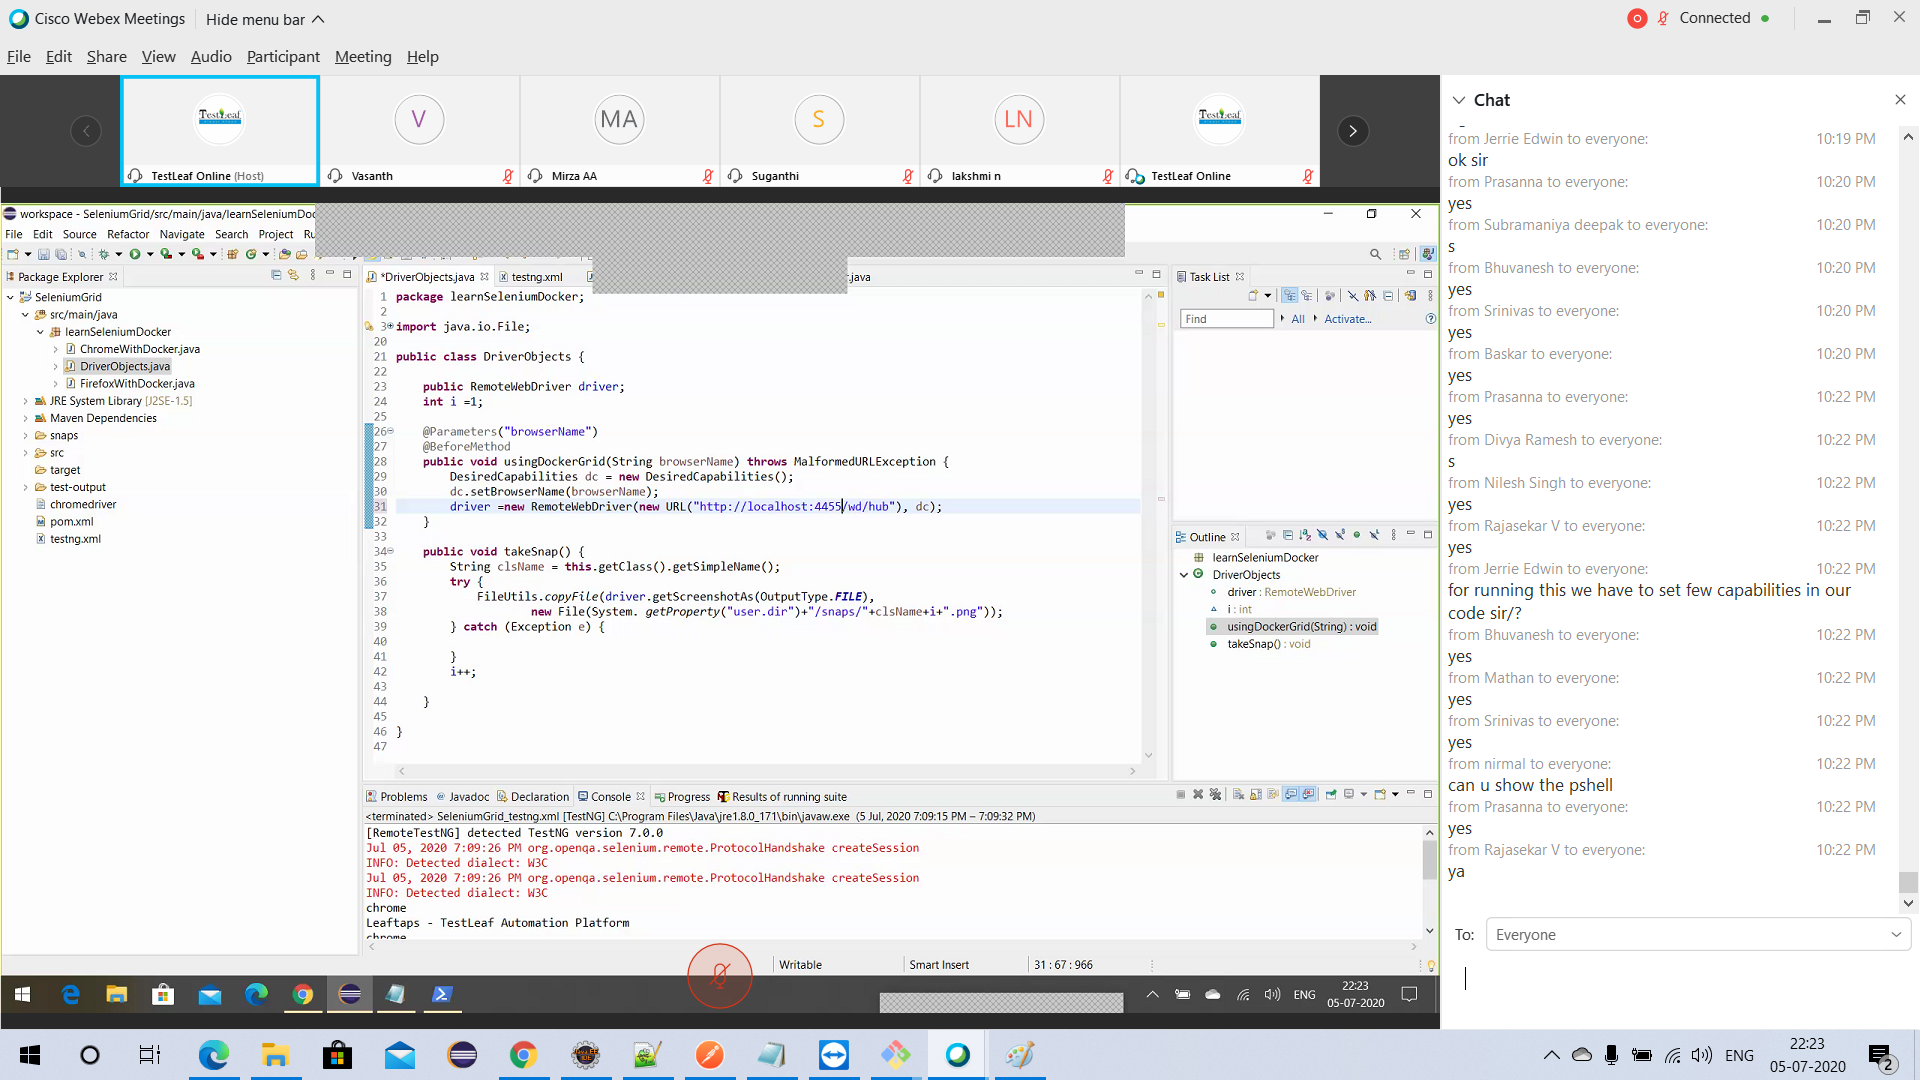 Cisco Webex Meetings
Hide menu bar
Connected
File Edit Share View Audio Participant Meeting Help
TestLeaf
TestLeaf Online (Host)
V
Vasanth
MA
Mirza AA
S
Suganthi
LN
lakshmi n
TestLeaf
TestLeaf Online
workspace - SeleniumGrid/src/main/java/learnSeleniumDoc
File Edit Source Refactor Navigate Search Project Ru
Package Explorer
SeleniumGrid
src/main/java
learnSeleniumDocker
ChromeWithDocker.java
DriverObjects.java
FirefoxWithDocker.java
JRE System Library [J2SE-1.5]
Maven Dependencies
snaps
src
target
test-output
chromedriver
pom.xml
testng.xml
*DriverObjects.java testng.xml .java
1 package learnSeleniumDocker;
2
3 import java.io.File;
20
21 public class DriverObjects {
22
23 public RemoteWebDriver driver;
24 int i =1;
25
26 @Parameters("browserName")
27 @BeforeMethod
28 public void usingDockerGrid(String browserName) throws MalformedURLException {
29 DesiredCapabilities dc = new DesiredCapabilities();
30 dc.setBrowserName(browserName);
31 driver =new RemoteWebDriver(new URL("http://localhost:4455/wd/hub"), dc);
32 }
33
34 public void takeSnap() {
35 String clsName = this.getClass().getSimpleName();
36 try {
37 FileUtils.copyFile(driver.getScreenshotAs(OutputType.FILE),
38 new File(System. getProperty("user.dir")+"/snaps/"+clsName+i+".png"));
39 } catch (Exception e) {
40
41 }
42 i++;
43
44 }
45
46 }
47
Task List
Find All Activate...
Outline
learnSeleniumDocker
DriverObjects
driver : RemoteWebDriver
i : int
usingDockerGrid(String) : void
takeSnap() : void
Problems Javadoc Declaration Console Progress Results of running suite
<terminated> SeleniumGrid_testng.xml [TestNG] C:\Program Files\Java\jre1.8.0_171\bin\javaw.exe (5 Jul, 2020 7:09:15 PM – 7:09:32 PM)
[RemoteTestNG] detected TestNG version 7.0.0
Jul 05, 2020 7:09:26 PM org.openqa.selenium.remote.ProtocolHandshake createSession
INFO: Detected dialect: W3C
Jul 05, 2020 7:09:26 PM org.openqa.selenium.remote.ProtocolHandshake createSession
INFO: Detected dialect: W3C
chrome
Leaftaps - TestLeaf Automation Platform
chrome
Writable Smart Insert 31 : 67 : 966
ENG 22:23
05-07-2020
Chat
from Jerrie Edwin to everyone: 10:19 PM
ok sir
from Prasanna to everyone: 10:20 PM
yes
from Subramaniya deepak to everyone: 10:20 PM
s
from Bhuvanesh to everyone: 10:20 PM
yes
from Srinivas to everyone: 10:20 PM
yes
from Baskar to everyone: 10:20 PM
yes
from Prasanna to everyone: 10:22 PM
yes
from Divya Ramesh to everyone: 10:22 PM
s
from Nilesh Singh to everyone: 10:22 PM
yes
from Rajasekar V to everyone: 10:22 PM
yes
from Jerrie Edwin to everyone: 10:22 PM
for running this we have to set few capabilities in our
code sir/?
from Bhuvanesh to everyone: 10:22 PM
yes
from Mathan to everyone: 10:22 PM
yes
from Srinivas to everyone: 10:22 PM
yes
from nirmal to everyone: 10:22 PM
can u show the pshell
from Prasanna to everyone: 10:22 PM
yes
from Rajasekar V to everyone: 10:22 PM
ya
To: Everyone
ENG 22:23
05-07-2020
2